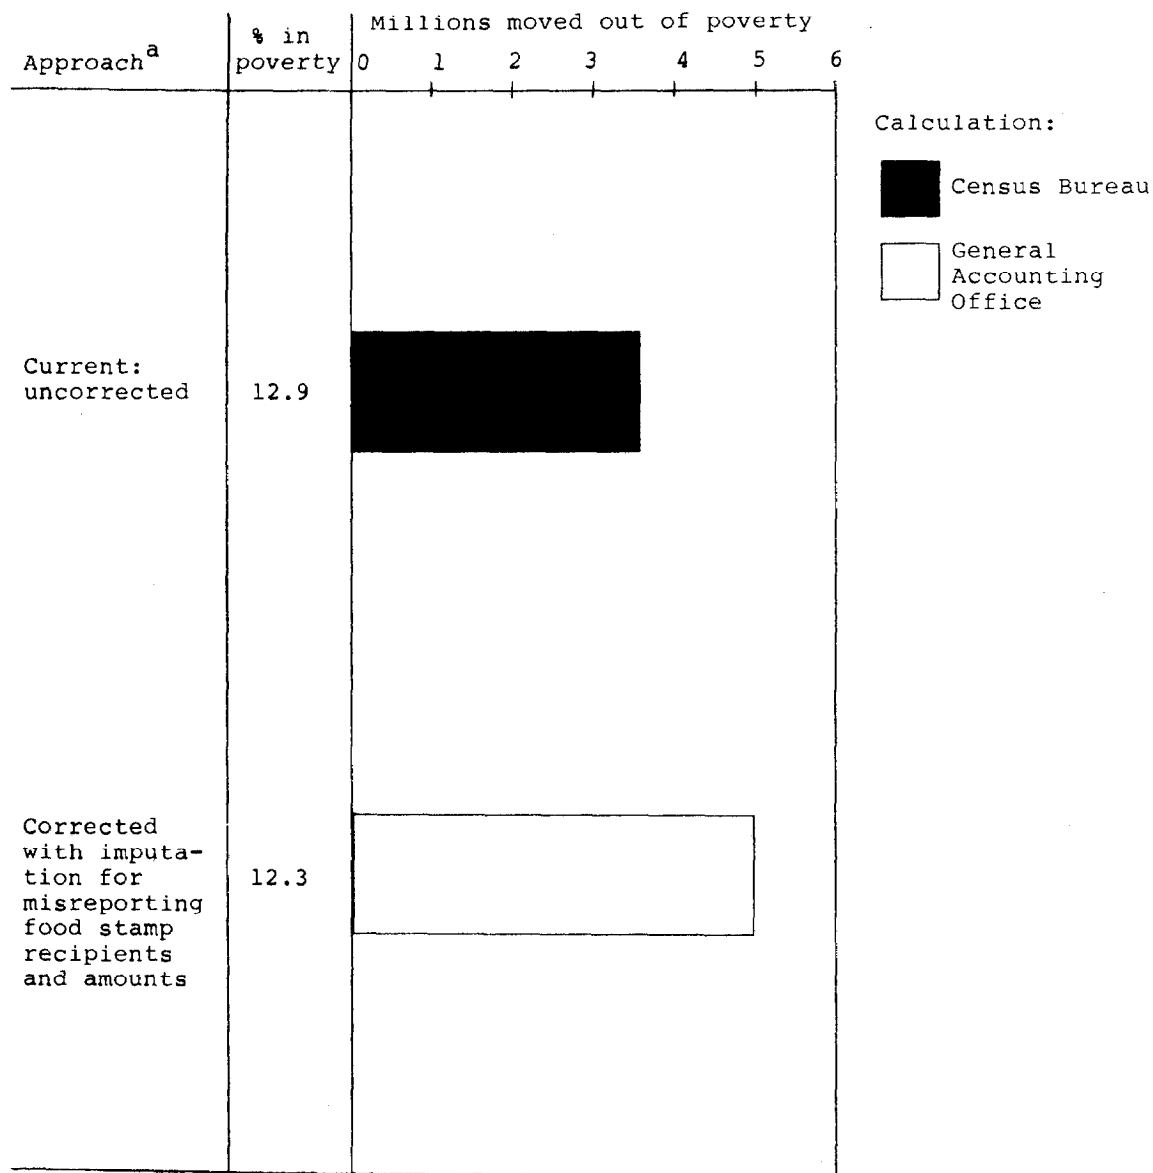 Millions moved out of poverty
Approach^a
% in
poverty
0 1 2 3 4 5 6
Calculation:
Census Bureau
General
Accounting
Office
Current:
uncorrected
12.9
Corrected
with imputa-
tion for
misreporting
food stamp
recipients
and amounts
12.3